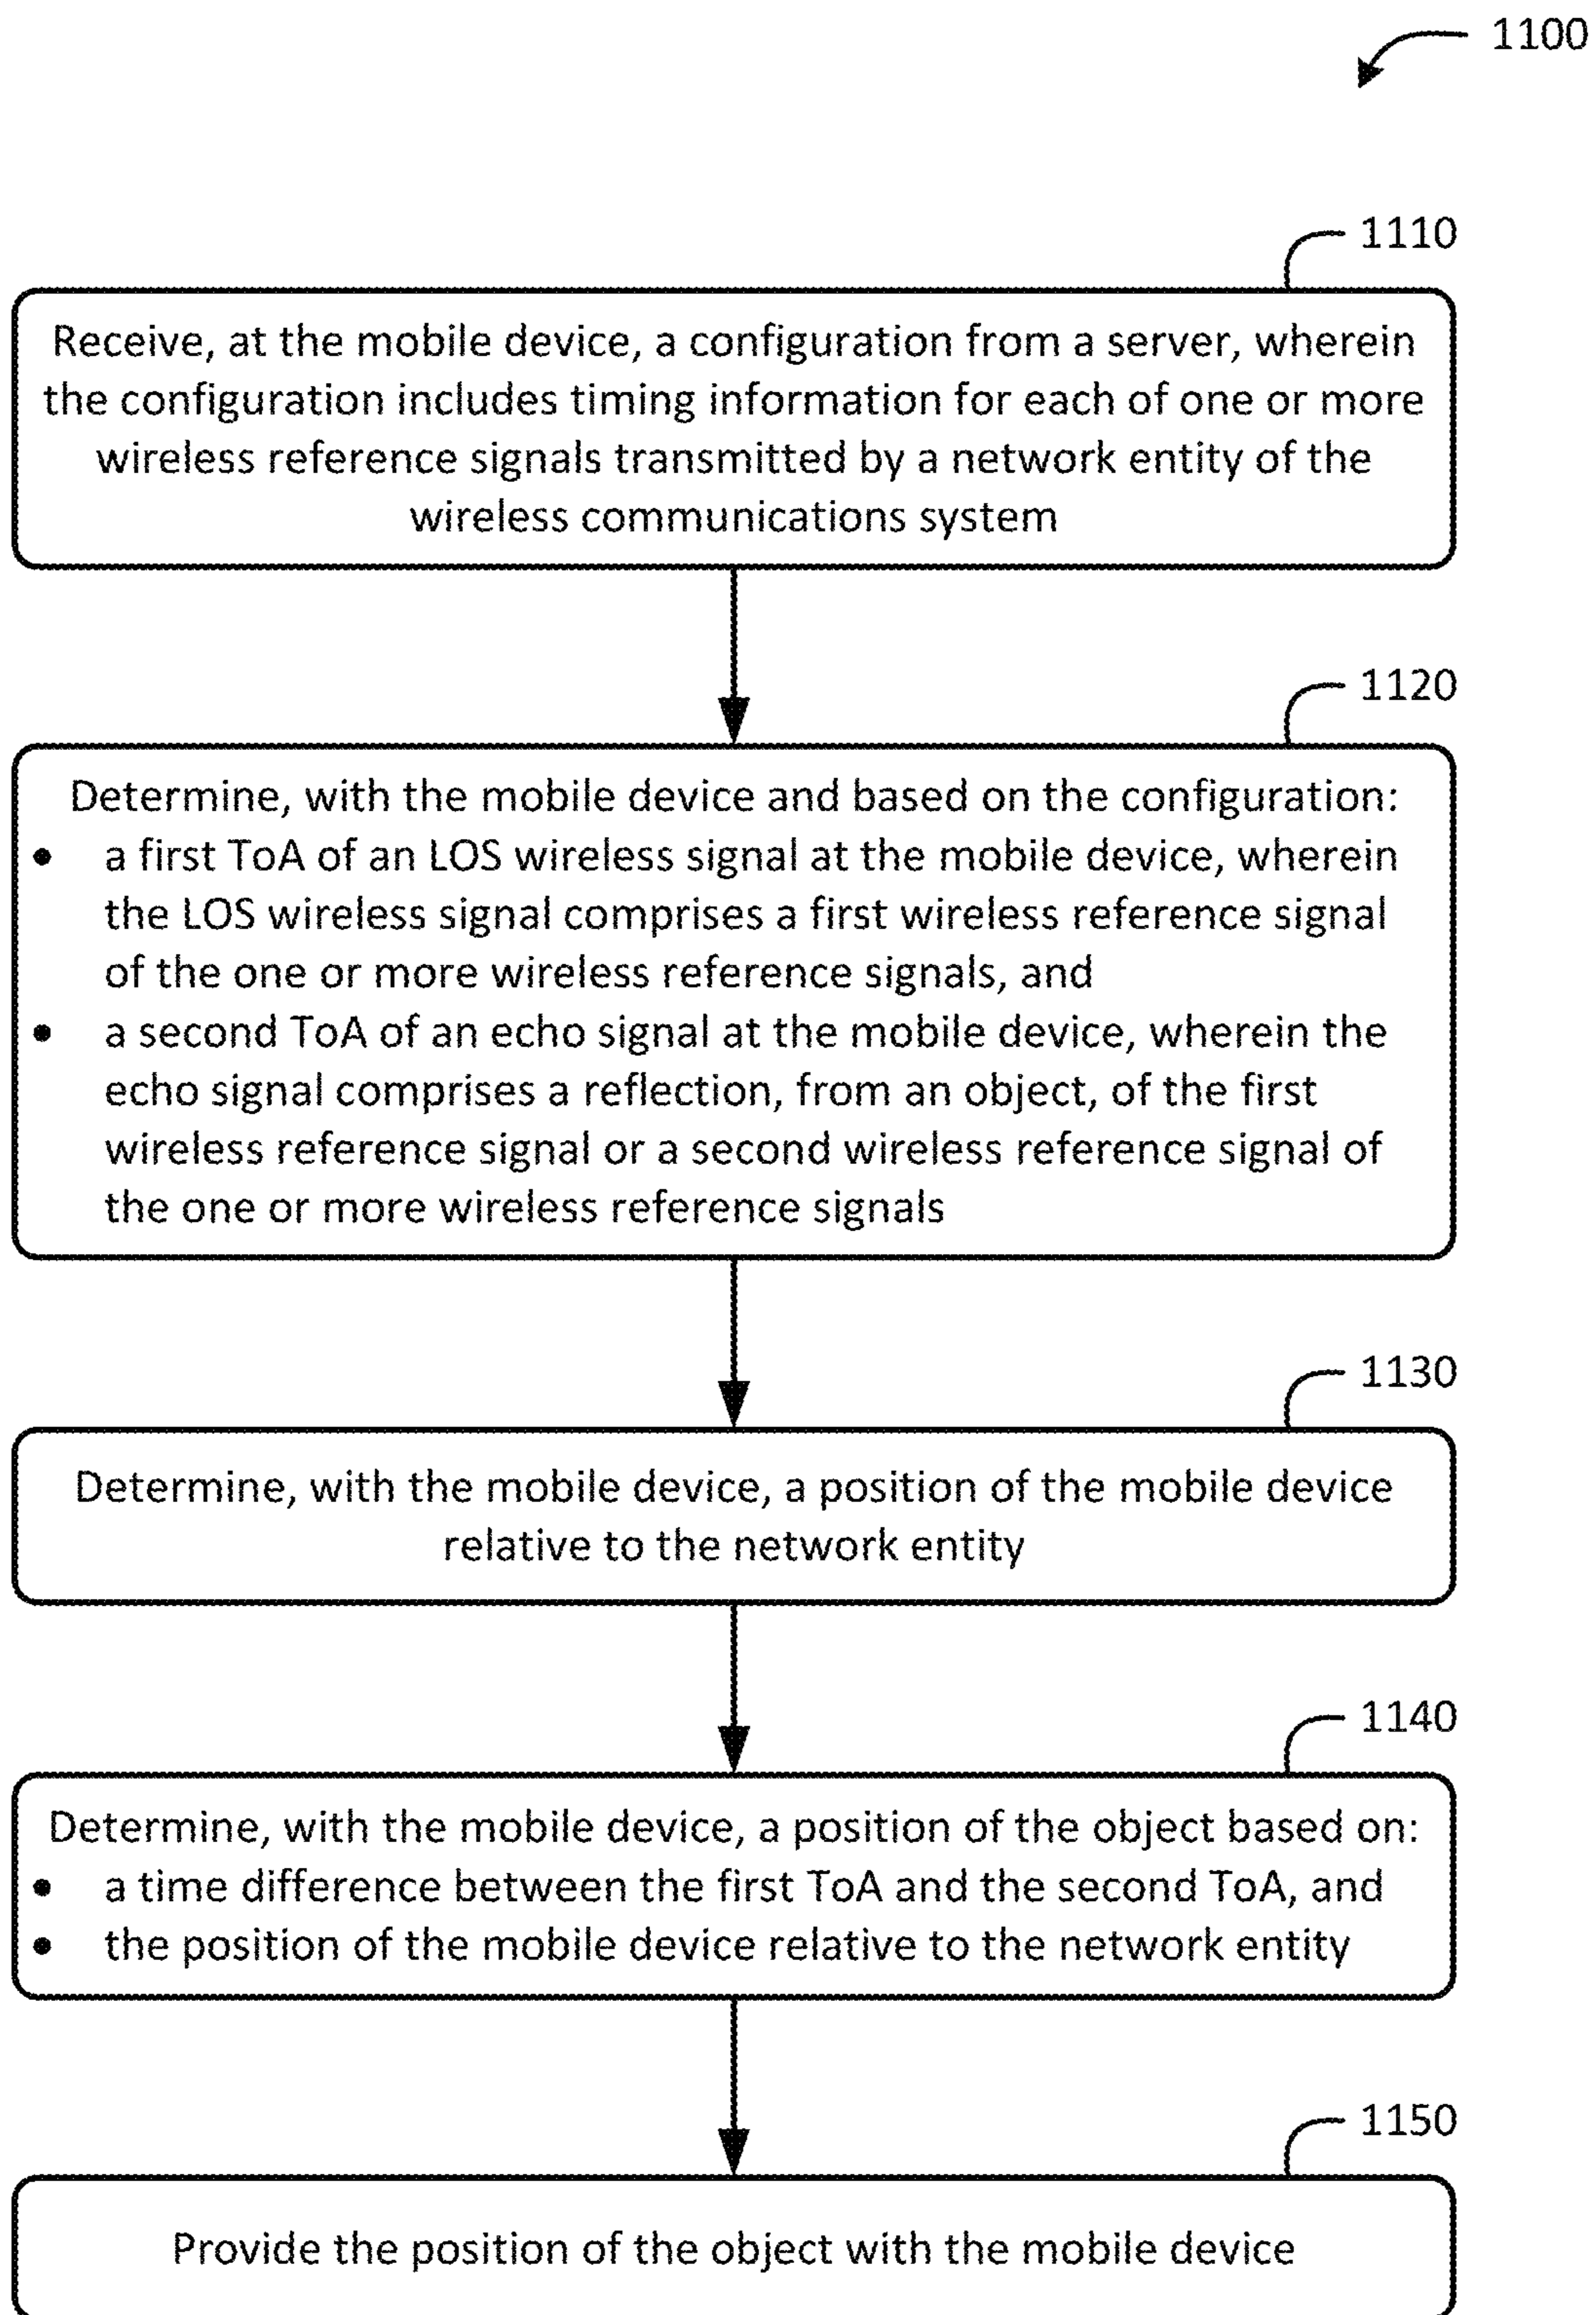 1100
1110
Receive, at the mobile device, a configuration from a server, wherein
the configuration includes timing information for each of one or more
wireless reference signals transmitted by a network entity of the
wireless communications system
1120
Determine, with the mobile device and based on the configuration:
• a first ToA of an LOS wireless signal at the mobile device, wherein
the LOS wireless signal comprises a first wireless reference signal
of the one or more wireless reference signals, and
• a second ToA of an echo signal at the mobile device, wherein the
echo signal comprises a reflection, from an object, of the first
wireless reference signal or a second wireless reference signal of
the one or more wireless reference signals
1130
Determine, with the mobile device, a position of the mobile device
relative to the network entity
1140
Determine, with the mobile device, a position of the object based on:
• a time difference between the first ToA and the second ToA, and
• the position of the mobile device relative to the network entity
1150
Provide the position of the object with the mobile device